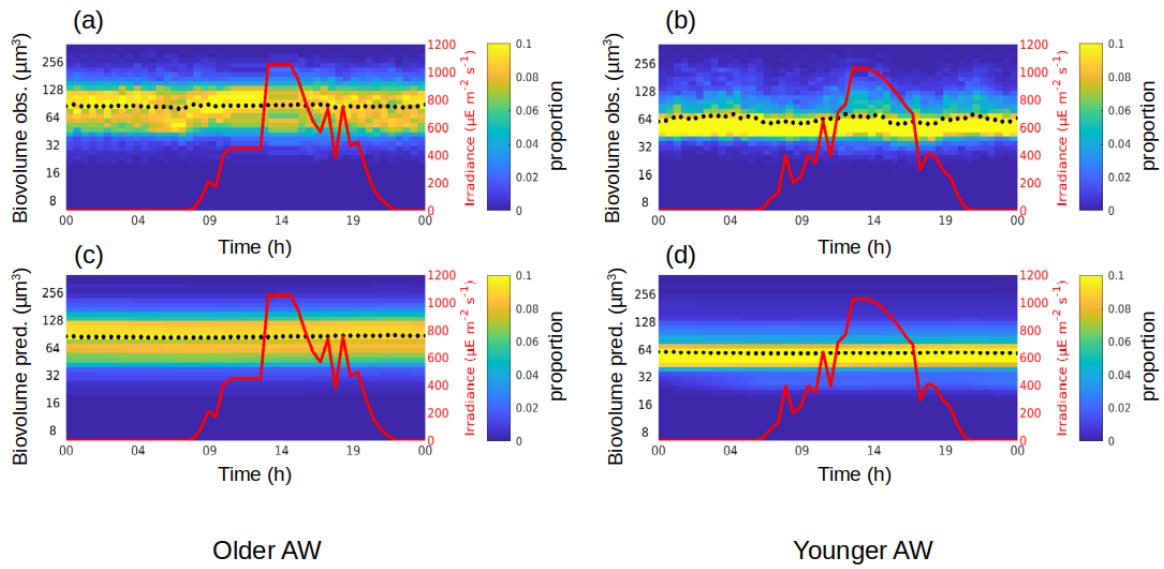 (a)
Biovolume obs. (µm³)
256
128
64
32
16
8
00 04 09 14 19 00
Time (h)
1200
1000
800
600
400
200
0
Irradiance (µE m⁻² s⁻¹)
0.1
0.08
0.06
0.04
0.02
0
proportion
(b)
Biovolume obs. (µm³)
256
128
64
32
16
8
00 04 09 14 19 00
Time (h)
1200
1000
800
600
400
200
0
Irradiance (µE m⁻² s⁻¹)
0.1
0.08
0.06
0.04
0.02
0
proportion
(c)
Biovolume pred. (µm³)
256
128
64
32
16
8
00 04 09 14 19 00
Time (h)
1200
1000
800
600
400
200
0
Irradiance (µE m⁻² s⁻¹)
0.1
0.08
0.06
0.04
0.02
0
proportion
(d)
Biovolume pred. (µm³)
256
128
64
32
16
8
00 04 09 14 19 00
Time (h)
1200
1000
800
600
400
200
0
Irradiance (µE m⁻² s⁻¹)
0.1
0.08
0.06
0.04
0.02
0
proportion
Older AW
Younger AW